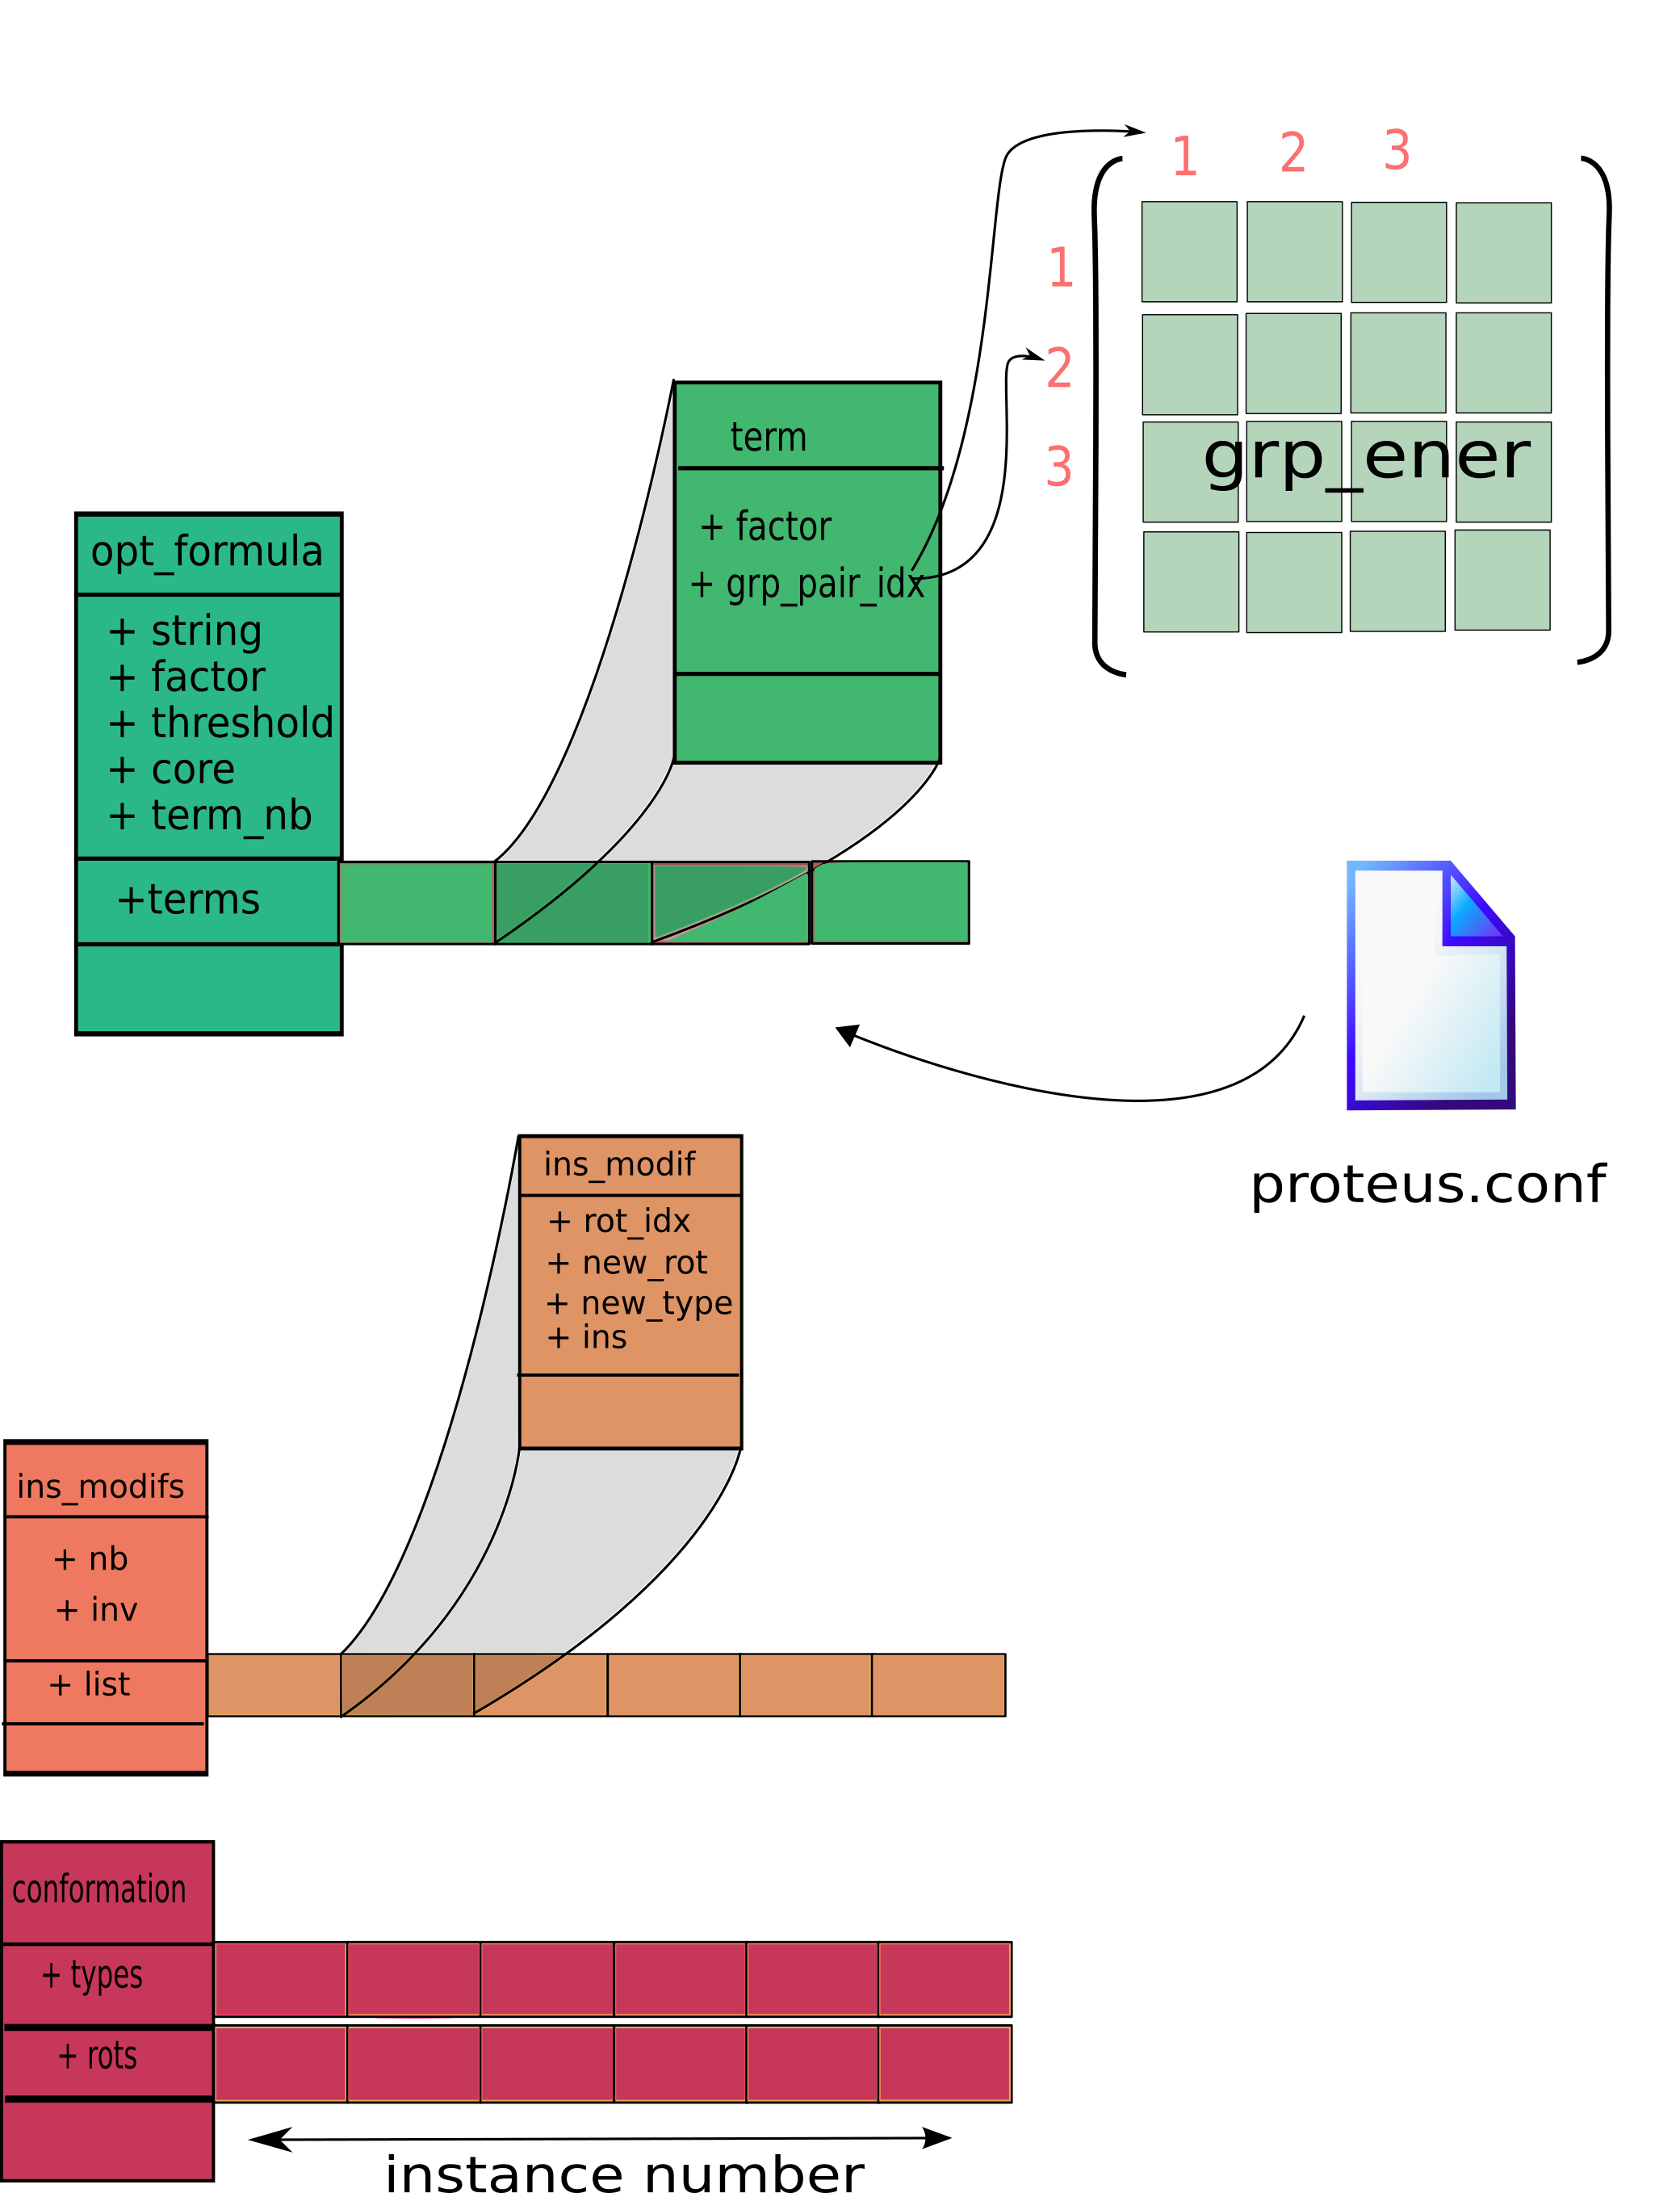 1 2 3
1
2
3
grp_ener
term
+ factor
+ grp_pair_idx
opt_formula
+ string
+ factor
+ threshold
+ core
+ term_nb
+terms
proteus.conf
ins_modif
+ rot_idx
+ new_rot
+ new_type
+ ins
ins_modifs
+ nb
+ inv
+ list
conformation
+ types
+ rots
instance number